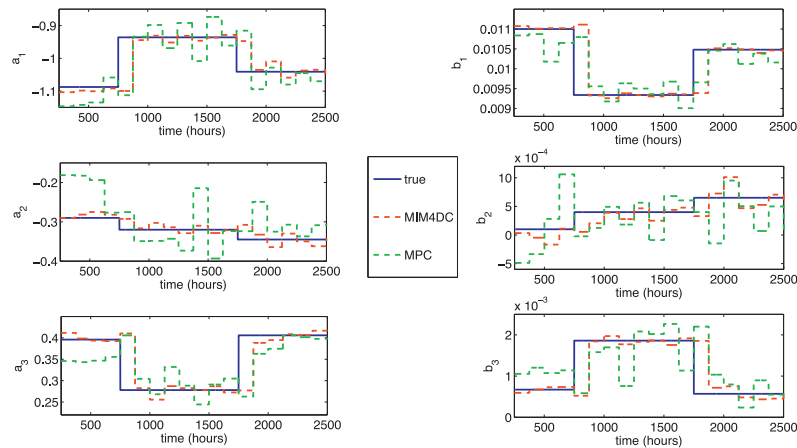 −0.9
−1
−1.1
a1
500 1000 1500 2000 2500
time (hours)
0.011
0.0105
0.01
0.0095
0.009
b1
500 1000 1500 2000 2500
time (hours)
−0.2
−0.3
−0.4
a2
500 1000 1500 2000 2500
time (hours)
true
MIM4DC
MPC
x 10−4
10
5
0
−5
b2
500 1000 1500 2000 2500
time (hours)
0.4
0.35
0.3
0.25
a3
500 1000 1500 2000 2500
time (hours)
x 10−3
2
1
0
b3
500 1000 1500 2000 2500
time (hours)